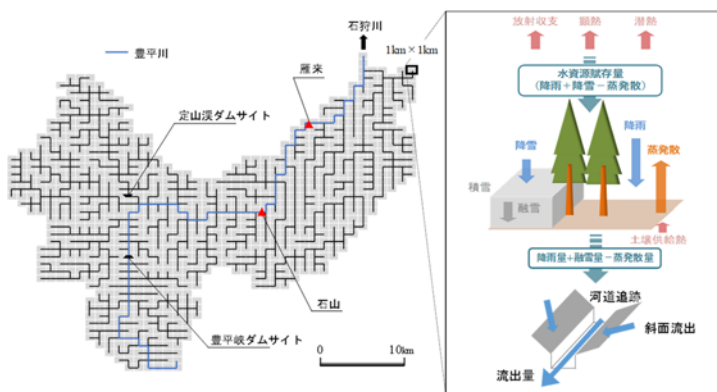 石狩川
1km×1km
豊平川
雁来
定山渓ダムサイト
石山
豊平峡ダムサイト
0
10km
放射収支
顕熱
潜熱
水資源賦存量
(降雨+降雪-蒸発散)
降雪
降雨
蒸発散
積雪
融雪
土壌供給熱
降雨量+融雪量-蒸発散量
河道追跡
斜面流出
流出量